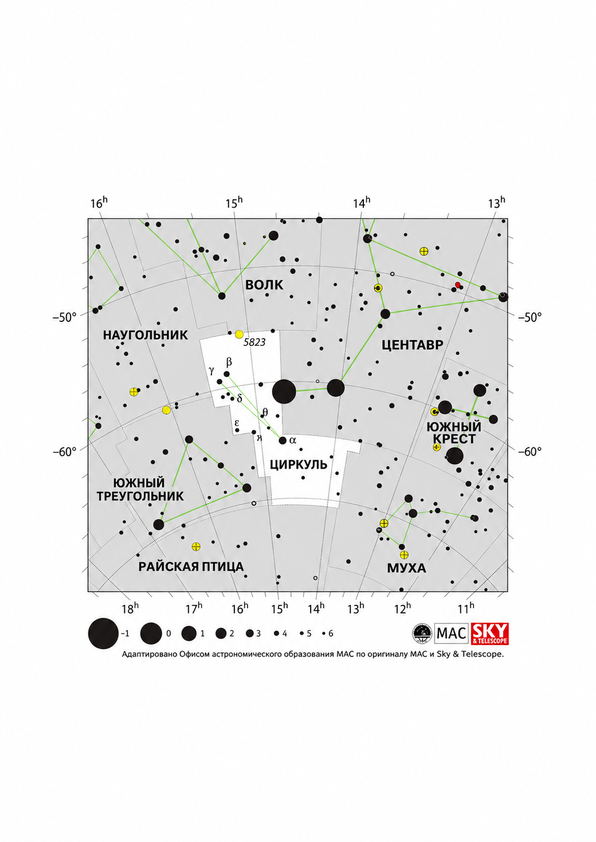 16h 15h 14h 13h
ВОЛК
−50° −50°
НАУГОЛЬНИК
5823
ЦЕНТАВР
β
γ
δ
θ
ε
κ
α
ЮЖНЫЙ
КРЕСТ
−60° −60°
ЦИРКУЛЬ
ЮЖНЫЙ
ТРЕУГОЛЬНИК
РАЙСКАЯ ПТИЦА
МУХА
18h 17h 16h 15h 14h 13h 12h 11h
−1 0 1 2 3 4 5 6
МАС
SKY
& TELESCOPE
Адаптировано Офисом астрономического образования МАС по оригиналу МАС и Sky & Telescope.